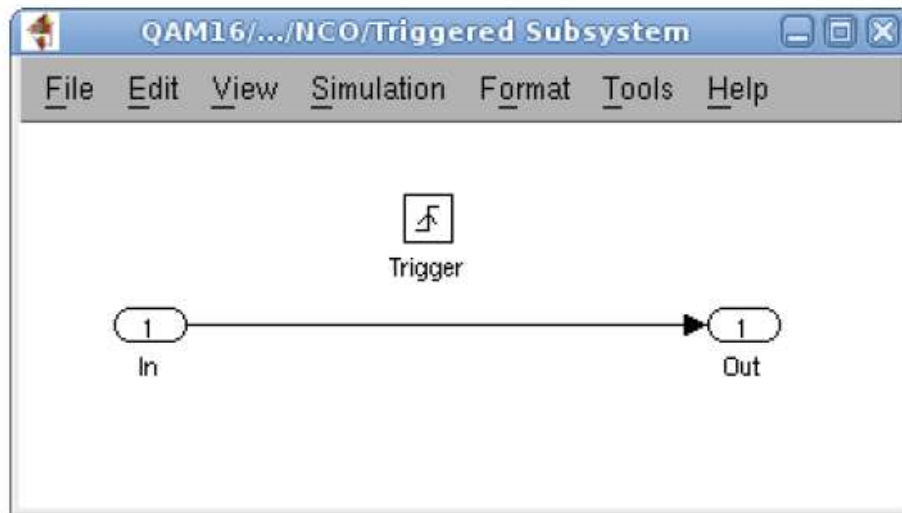 QAM16/.../NCO/Triggered Subsystem
File Edit View Simulation Format Tools Help
Trigger
1 1
In Out